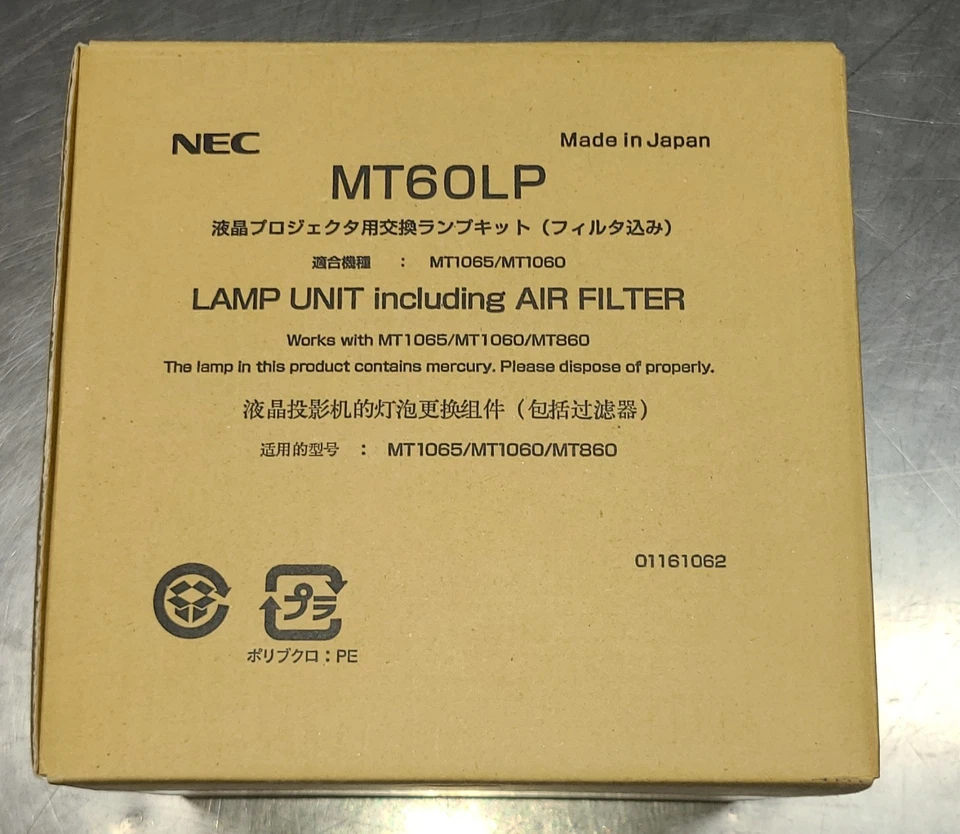 NEC
Made in Japan
MT60LP
液晶プロジェクタ用交換ランプキット（フィルタ込み）
適合機種 ： MT1065/MT1060
LAMP UNIT including AIR FILTER
Works with MT1065/MT1060/MT860
The lamp in this product contains mercury. Please dispose of properly.
液晶投影机的灯泡更换组件（包括过滤器）
适用的型号 ： MT1065/MT1060/MT860
01161062
プラ
ポリブクロ：PE